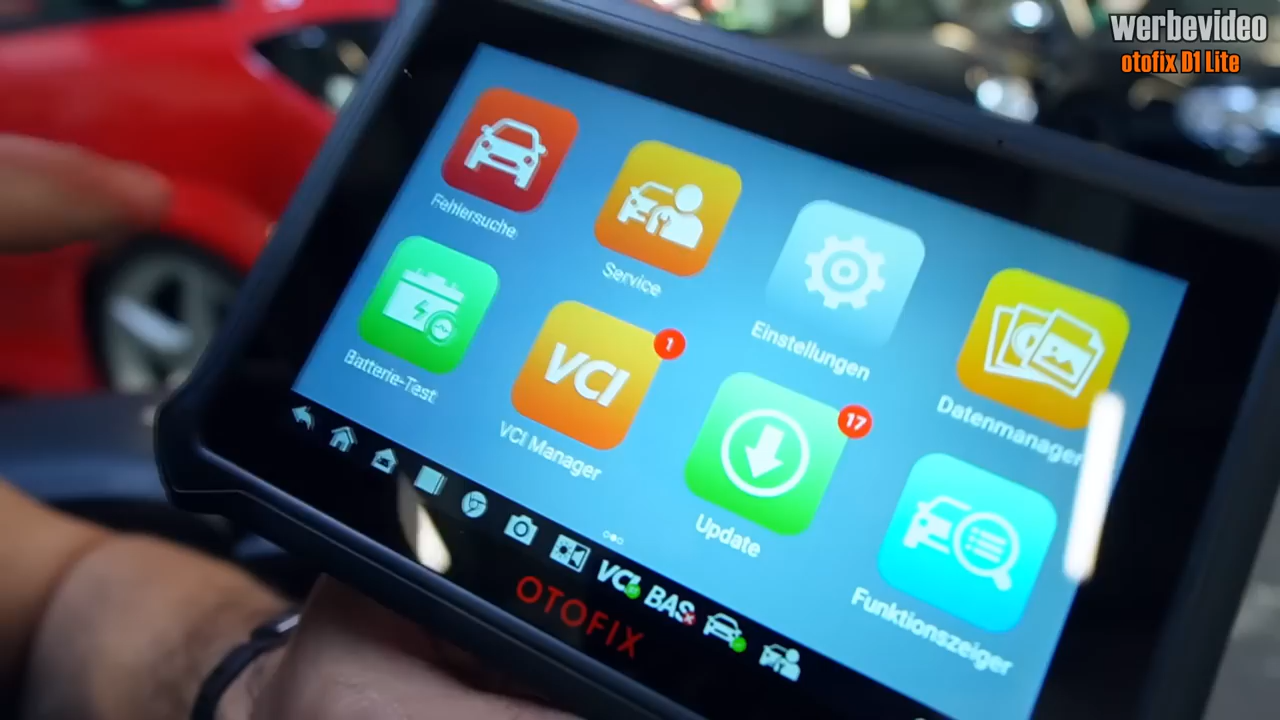 werbevideo
otofix D1 Lite
Fehlersuche
Service
Einstellungen
Datenmanager
Batterie-Test
VCI
1
VCI Manager
17
Update
Funktionszeiger
VCI
BAS
OTOFIX